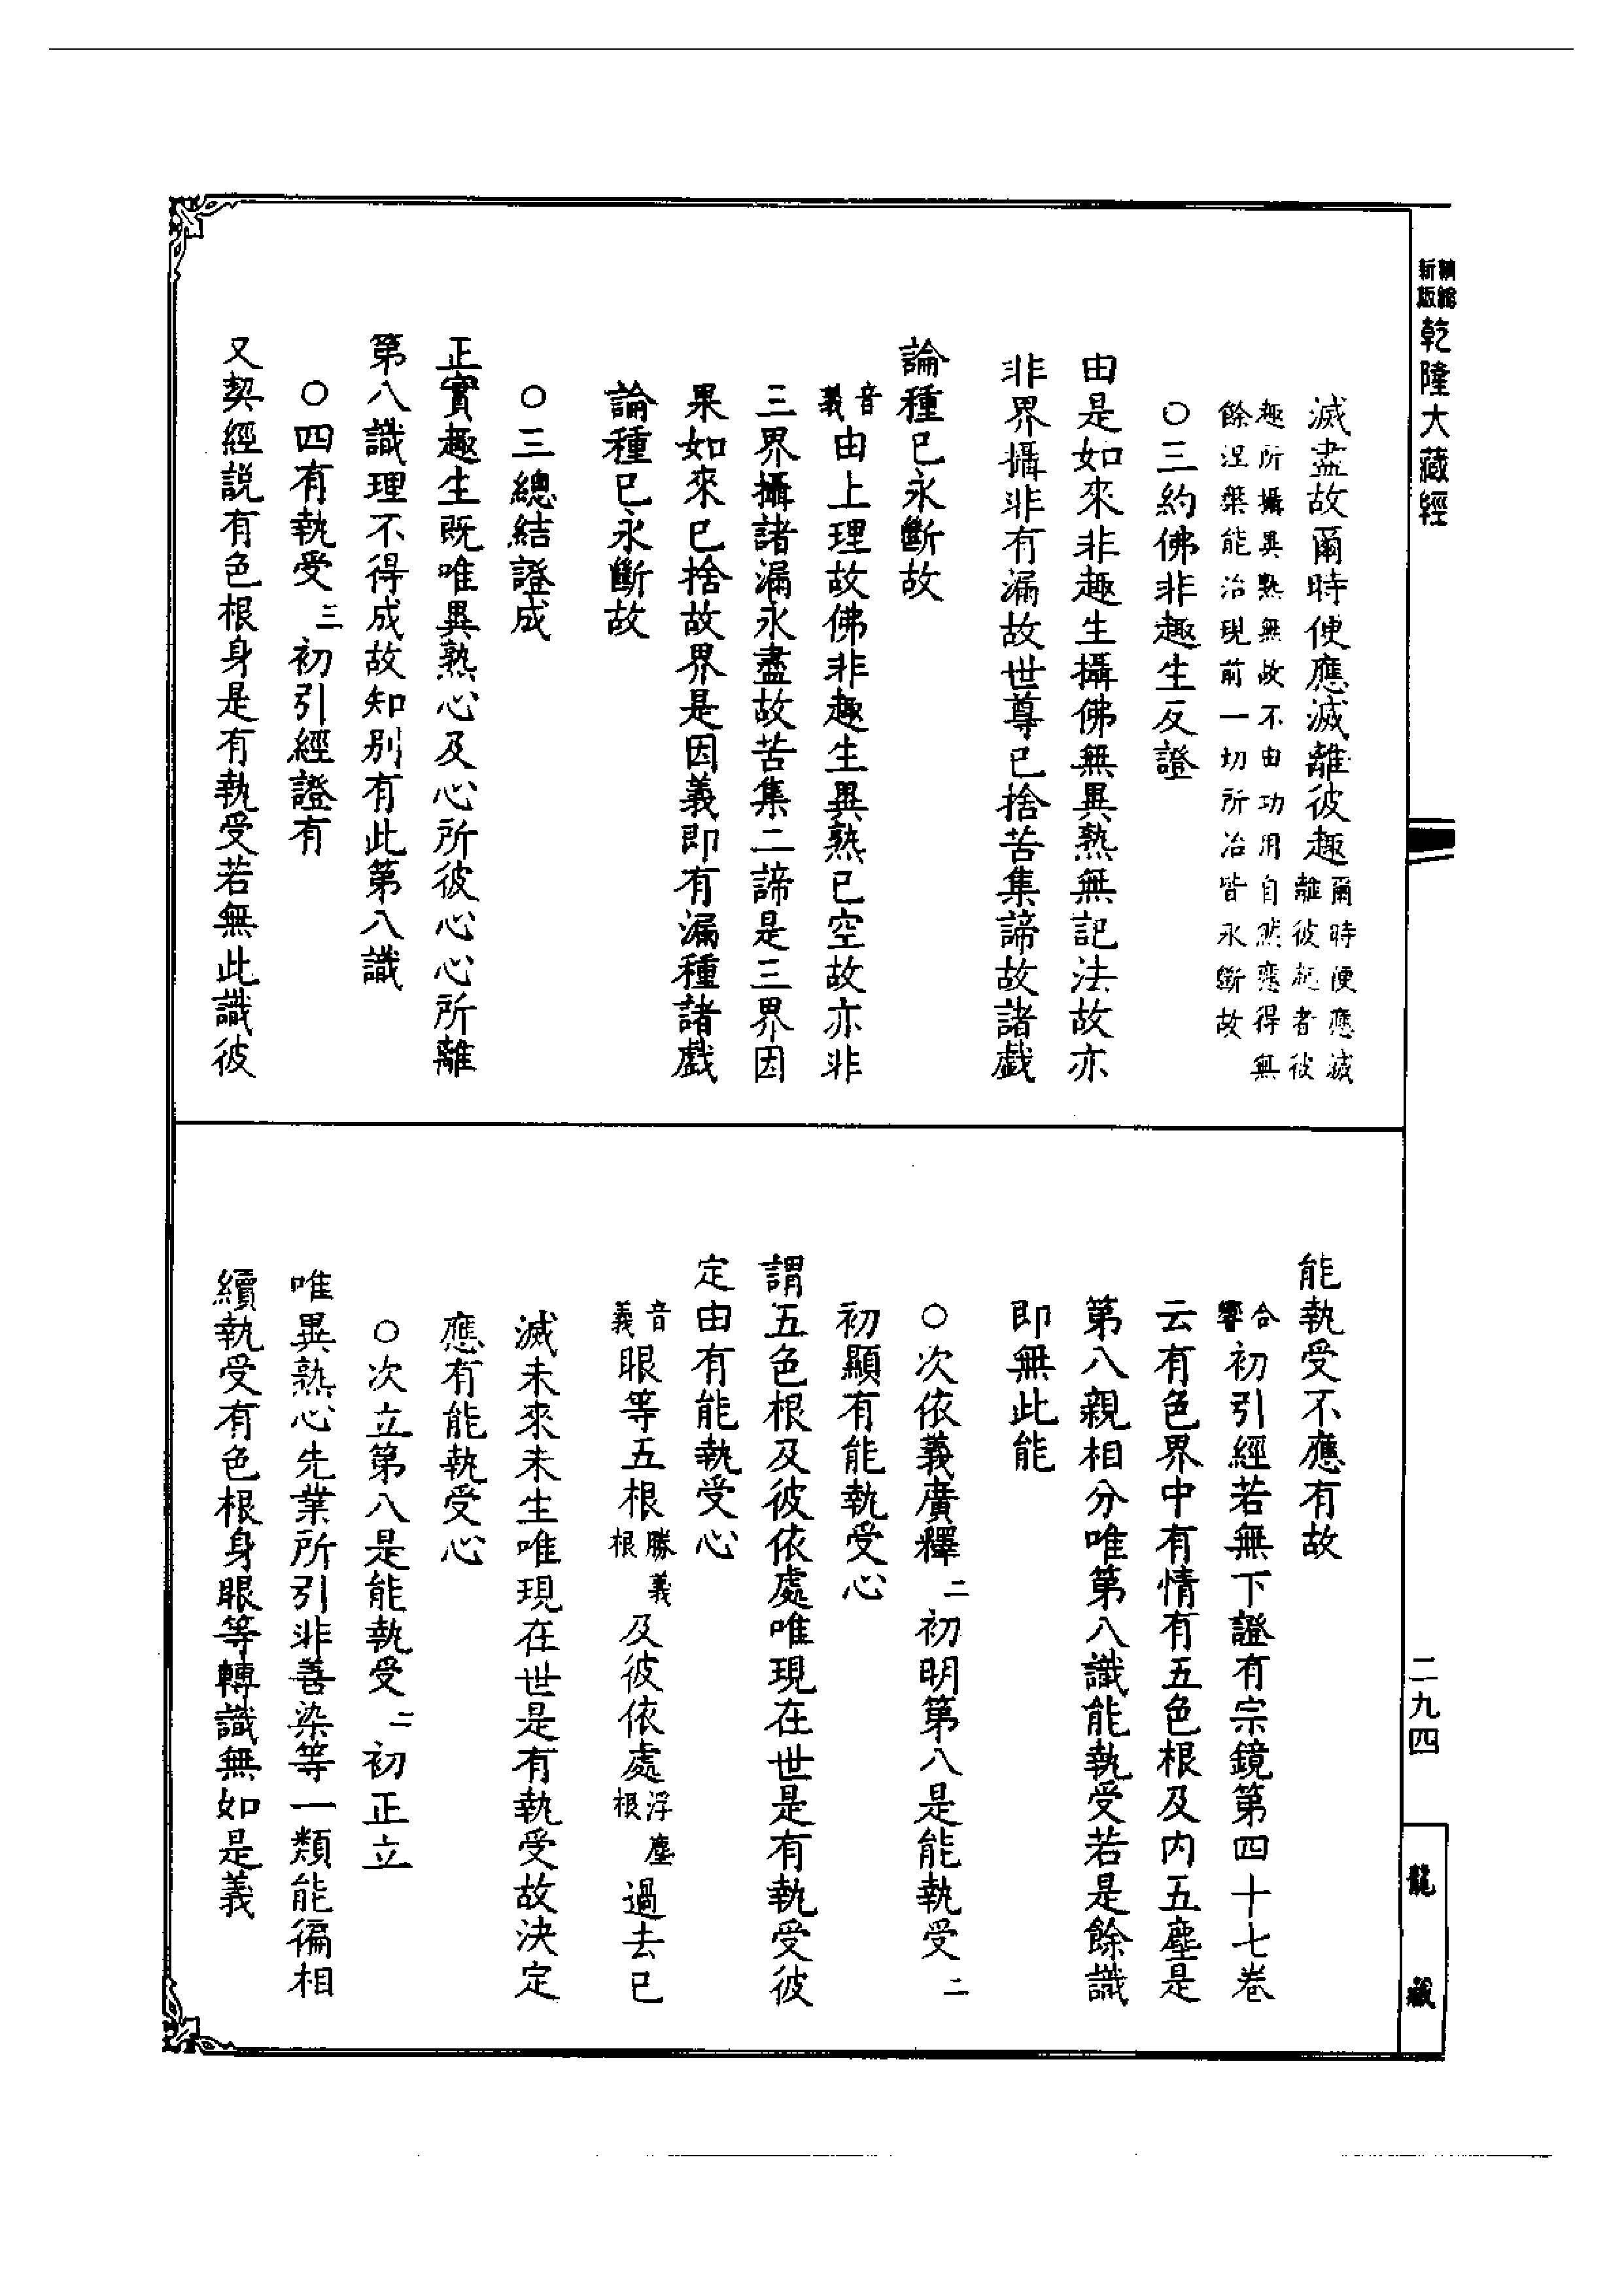 新版精縮乾隆大藏經
滅盡故爾時便應滅離彼趣爾時便應滅離彼起者彼
趣所攝異熟無故不由功用自然應得無
餘涅槃能治現前一切所治皆永斷故
○三約佛非趣生反證
由是如來非趣生攝佛無異熟無記法故亦
非界攝非有漏故世尊已捨苦集諦故諸戲
論種已永斷故
音義由上理故佛非趣生異熟已空故亦非
三界攝諸漏永盡故苦集二諦是三界因
果如來已捨故界是因義即有漏種諸戲
論種已永斷故
○三總結證成
正實趣生既唯異熟心及心所彼心心所離
第八識理不得成故知別有此第八識
○四有執受三初引經證有
又契經說有色根身是有執受若無此識彼
能執受不應有故
合響初引經若無下證有宗鏡第四十七卷
云有色界中有情有五色根及內五塵是
第八親相分唯第八識能執受若是餘識
即無此能
○次依義廣釋二初明第八是能執受二
初顯有能執受心
謂五色根及彼依處唯現在世是有執受彼
定由有能執受心
音義眼等五根勝義根及彼依處浮塵根過去已
滅未來未生唯現在世是有執受故決定
應有能執受心
○次立第八是能執受二初正立
唯異熟心先業所引非善染等一類能徧相
續執受有色根身眼等轉識無如是義
二九四
龍藏